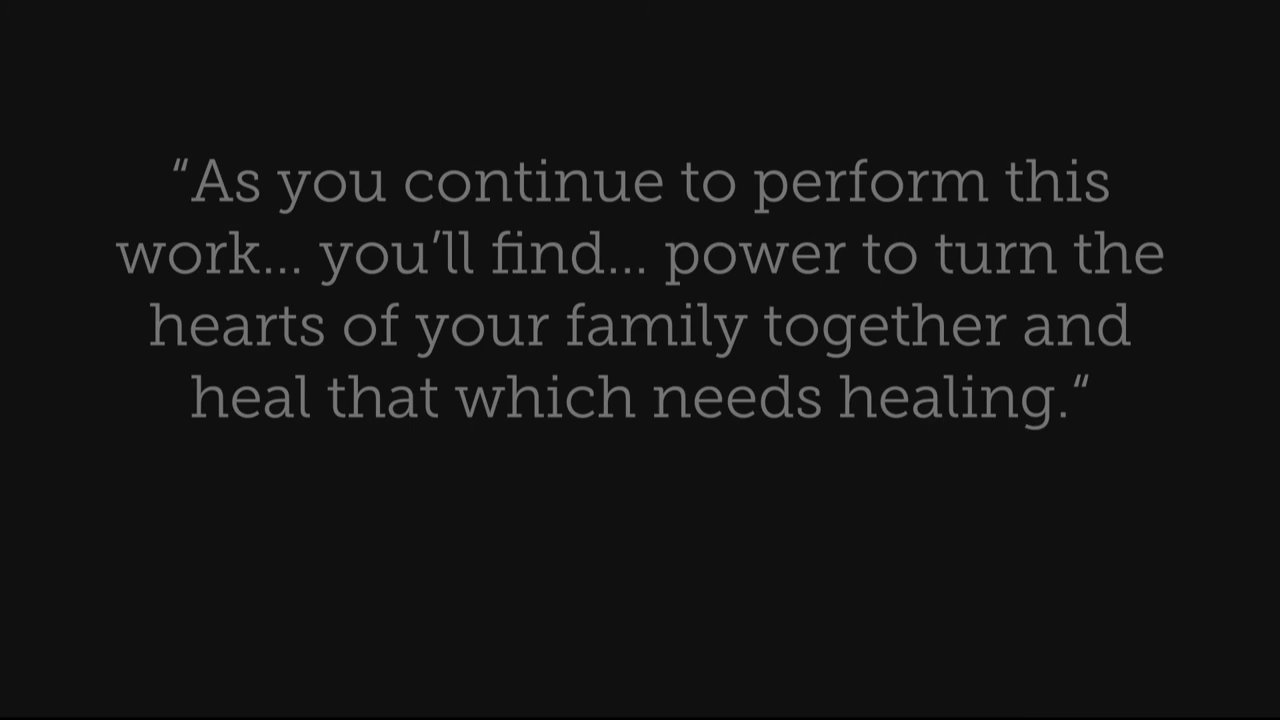 “As you continue to perform this
work... you’ll find... power to turn the
hearts of your family together and
heal that which needs healing.“